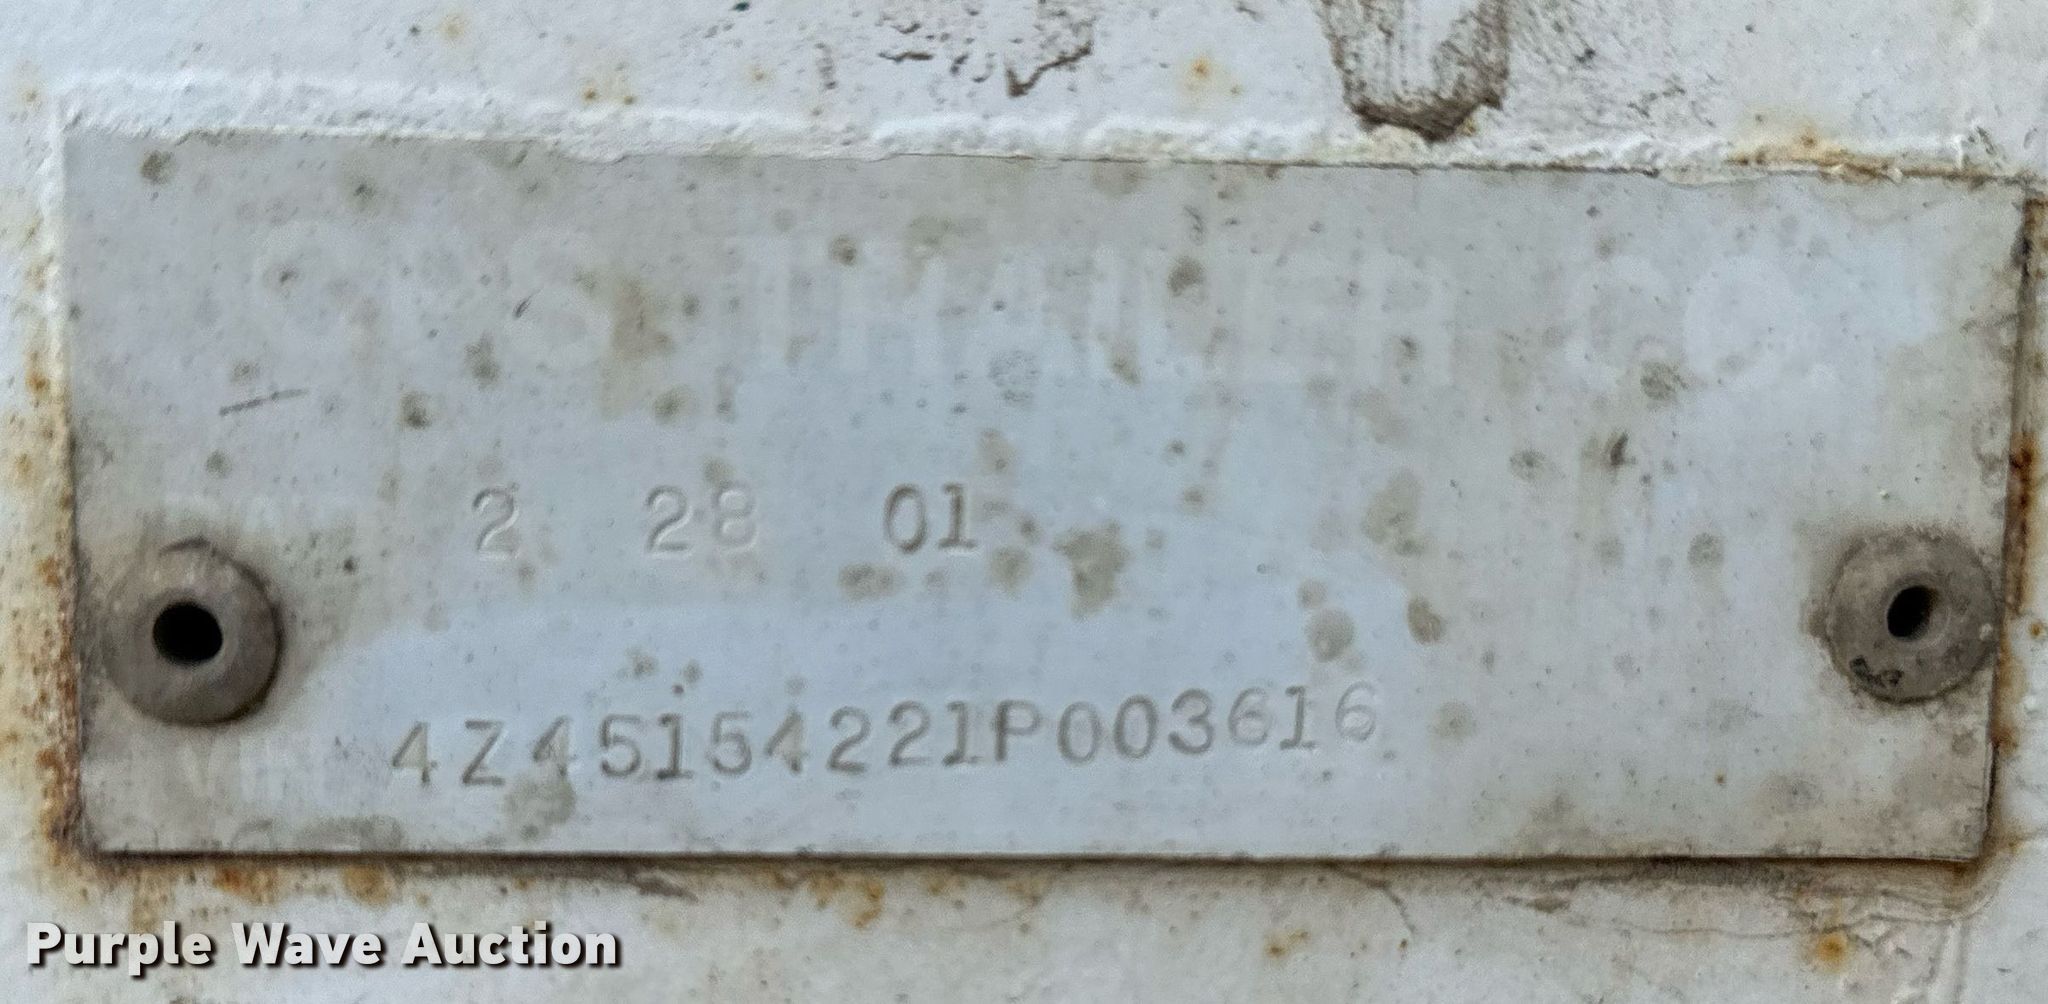 2 28 01
4Z45154221P003616
Purple Wave Auction